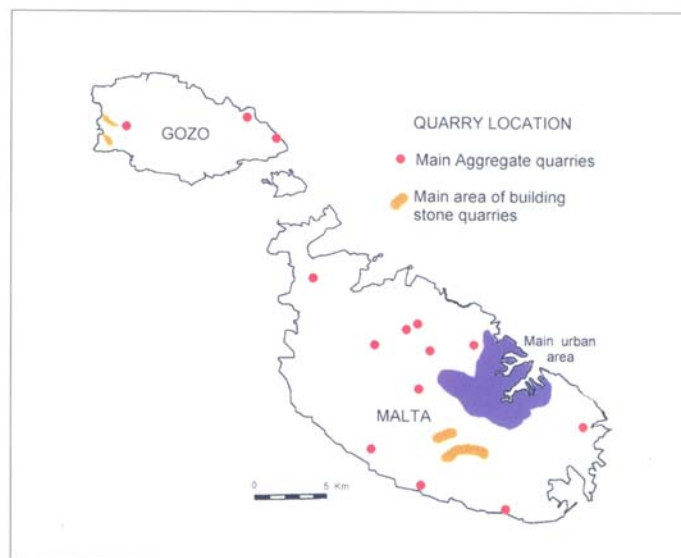 QUARRY LOCATION
GOZO
Main Aggregate quarries
Main area of building
stone quarries
Main urban
area
MALTA
0 5 Km